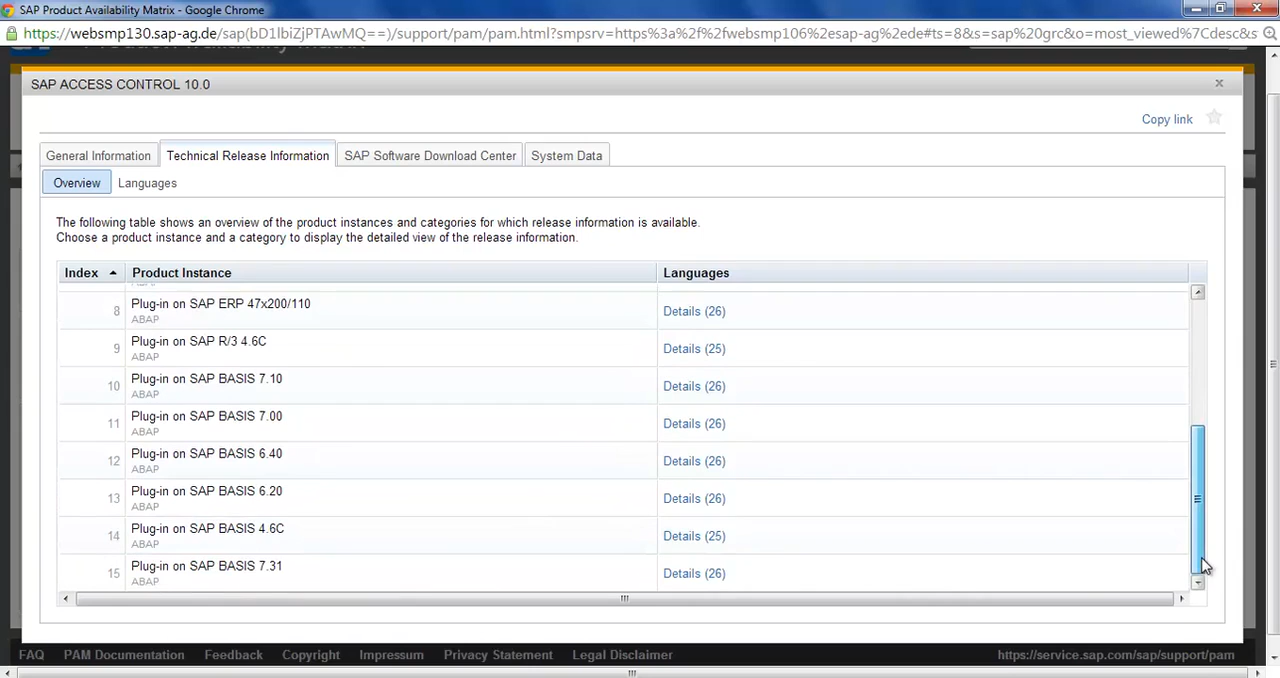 SAP Product Availability Matrix - Google Chrome
https://websmp130.sap-ag.de/sap(bD1lbiZjPTAwMQ==)/support/pam/pam.html?smpsrv=https%3a%2f%2fwebsmp106%2esap-ag%2ede#ts=8&s=sap%20grc&o=most_viewed%7Cdesc&s
SAP ACCESS CONTROL 10.0
Copy link
General Information Technical Release Information SAP Software Download Center System Data
Overview Languages
The following table shows an overview of the product instances and categories for which release information is available.
Choose a product instance and a category to display the detailed view of the release information.
Index Product Instance Languages
8 Plug-in on SAP ERP 47x200/110 Details (26)
ABAP
9 Plug-in on SAP R/3 4.6C Details (25)
ABAP
10 Plug-in on SAP BASIS 7.10 Details (26)
ABAP
11 Plug-in on SAP BASIS 7.00 Details (26)
ABAP
12 Plug-in on SAP BASIS 6.40 Details (26)
ABAP
13 Plug-in on SAP BASIS 6.20 Details (26)
ABAP
14 Plug-in on SAP BASIS 4.6C Details (25)
ABAP
15 Plug-in on SAP BASIS 7.31 Details (26)
ABAP
FAQ PAM Documentation Feedback Copyright Impressum Privacy Statement Legal Disclaimer https://service.sap.com/sap/support/pam